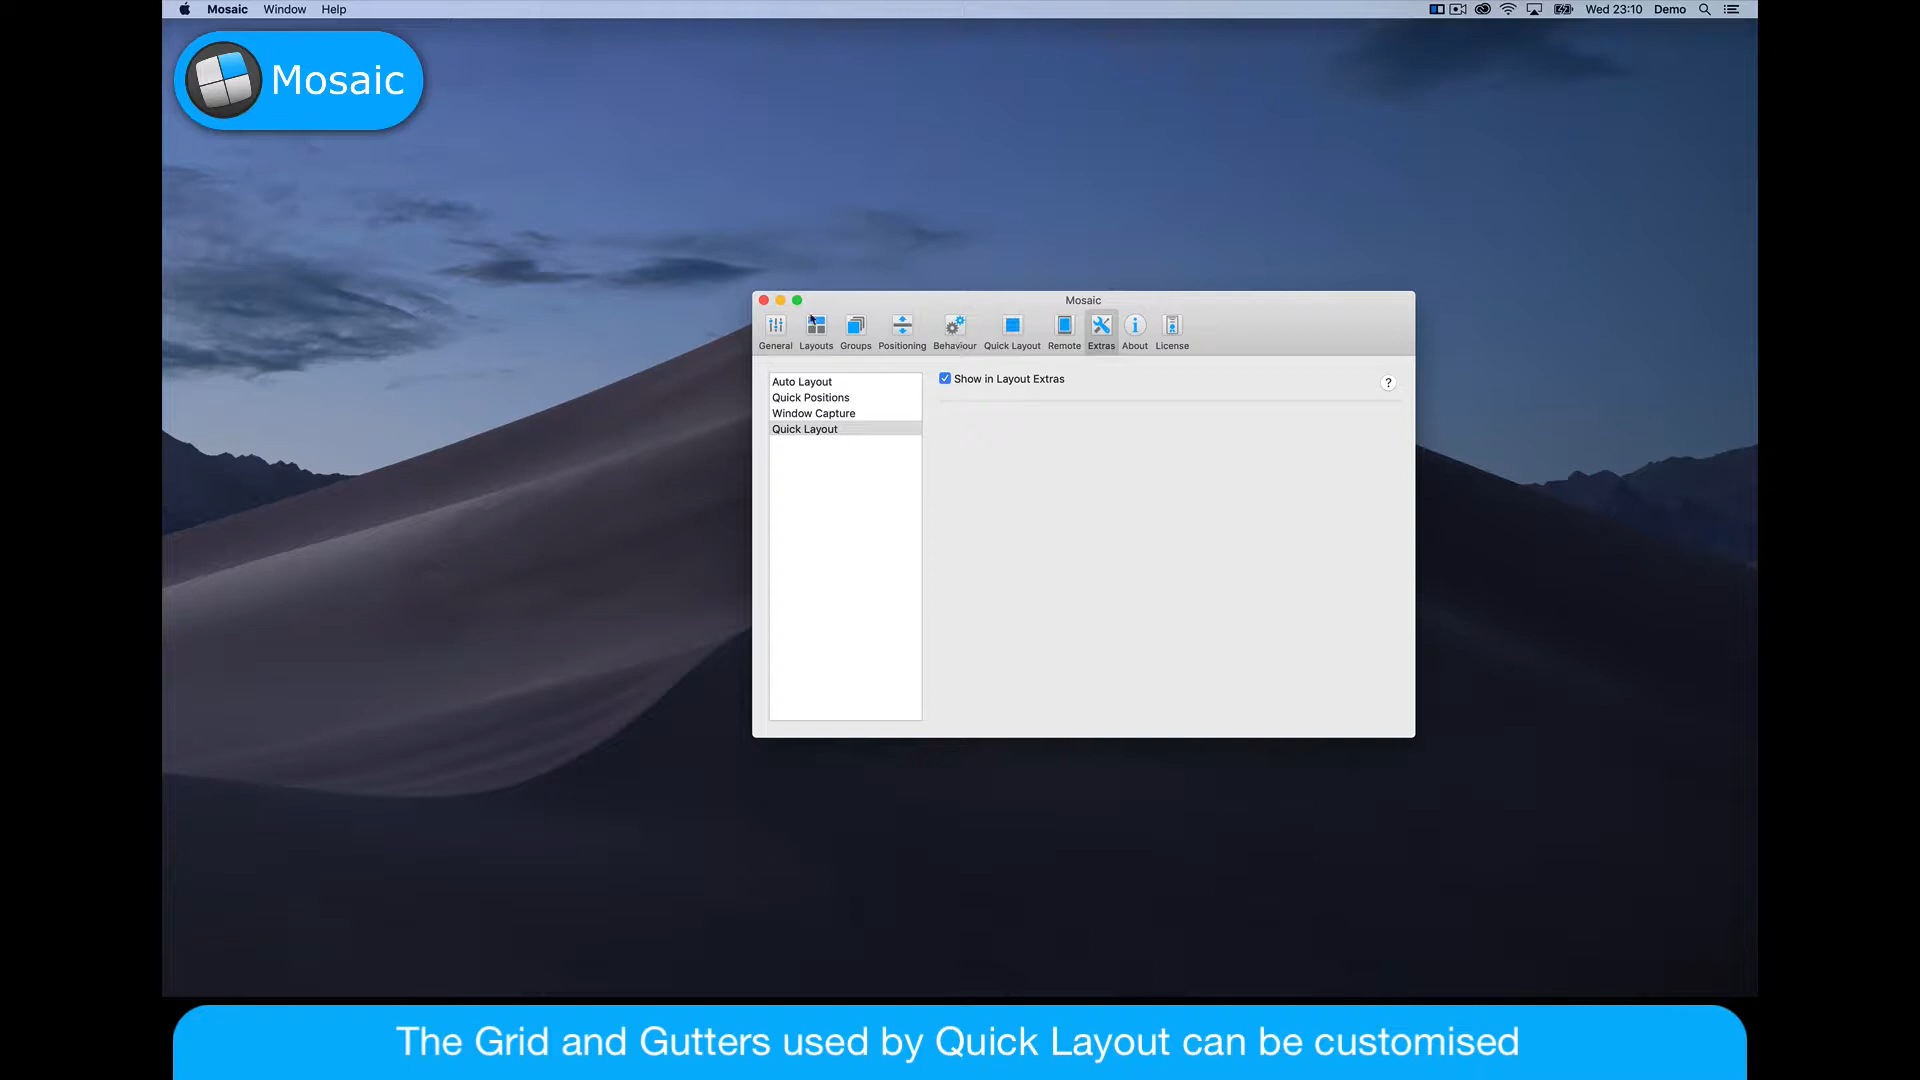 Mosaic Window Help
Wed 23:10 Demo
Mosaic
Mosaic
General Layouts Groups Positioning Behaviour Quick Layout Remote Extras About License
Auto Layout
Quick Positions
Window Capture
Quick Layout
Show in Layout Extras
?
The Grid and Gutters used by Quick Layout can be customised